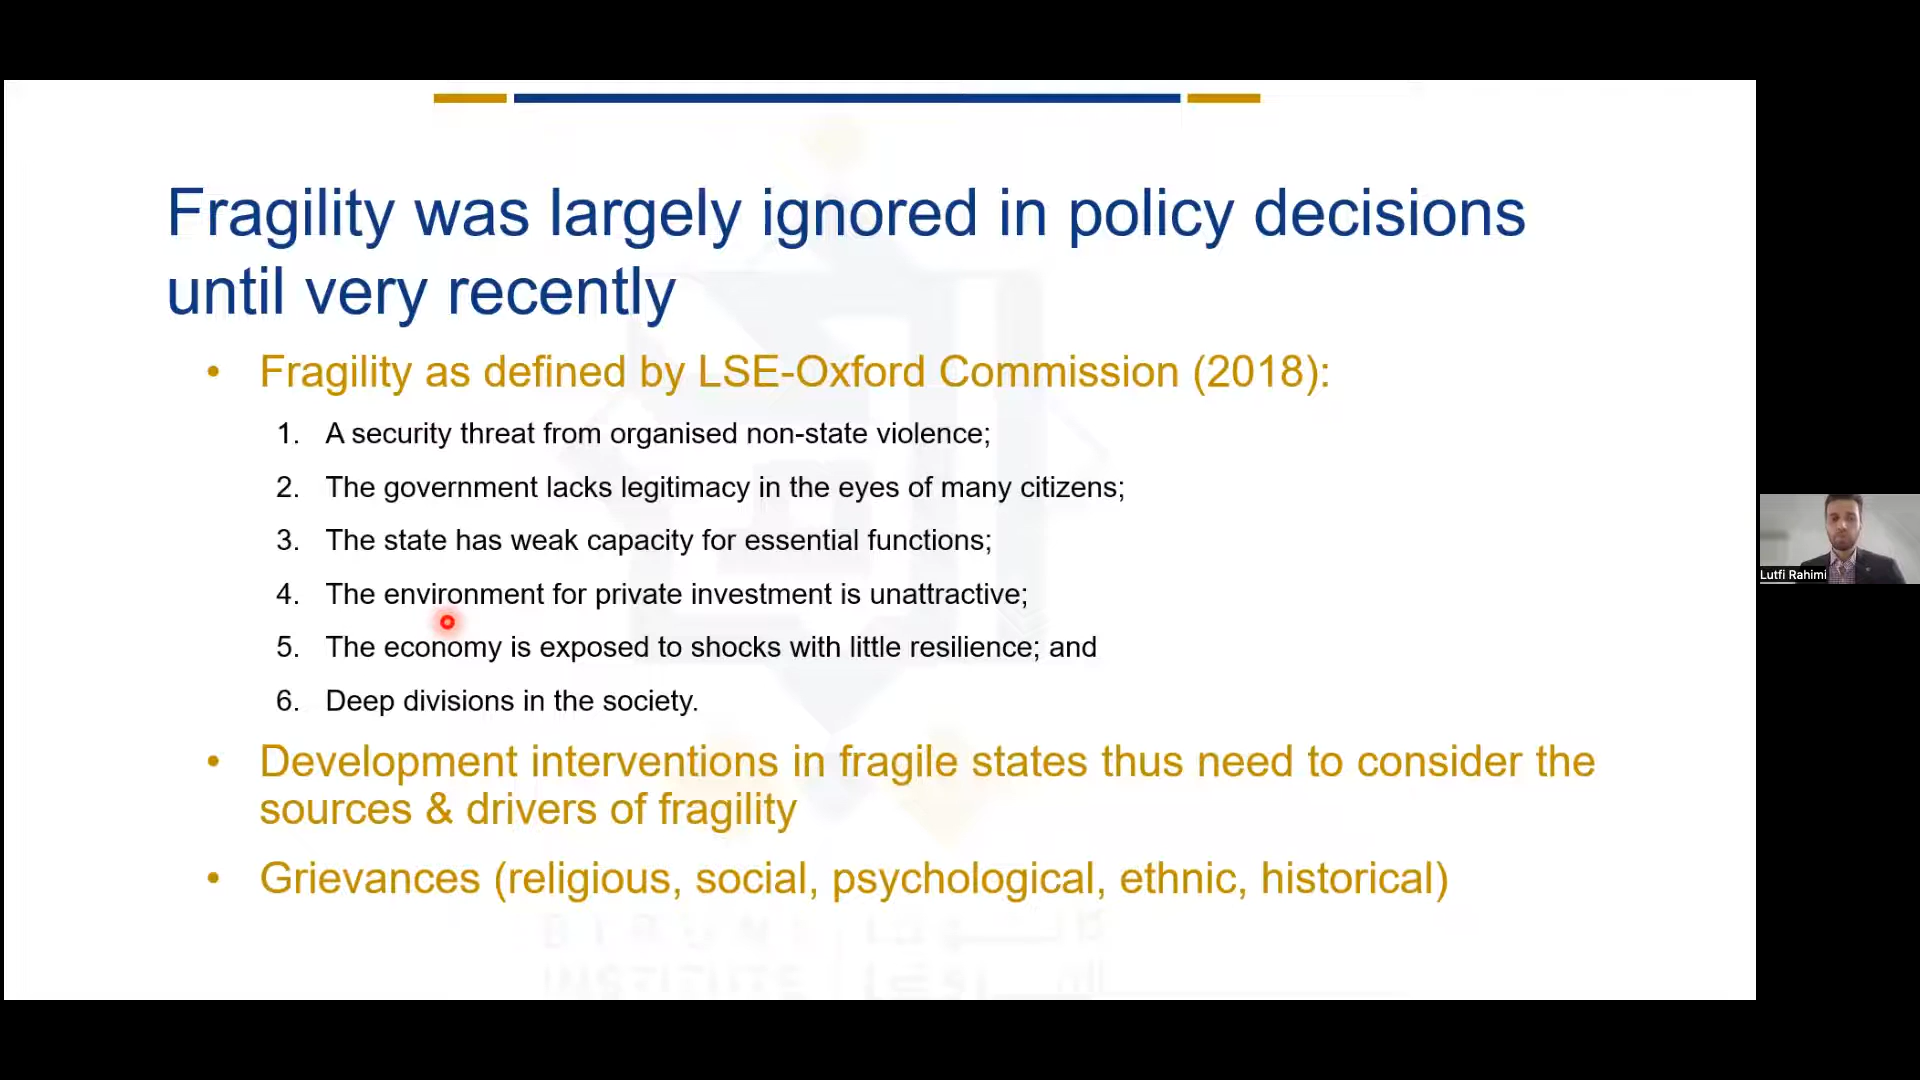 Fragility was largely ignored in policy decisions
until very recently
• Fragility as defined by LSE-Oxford Commission (2018):
1. A security threat from organised non-state violence;
2. The government lacks legitimacy in the eyes of many citizens;
3. The state has weak capacity for essential functions;
4. The environment for private investment is unattractive;
5. The economy is exposed to shocks with little resilience; and
6. Deep divisions in the society.
• Development interventions in fragile states thus need to consider the
sources & drivers of fragility
• Grievances (religious, social, psychological, ethnic, historical)
Lutfi Rahimi